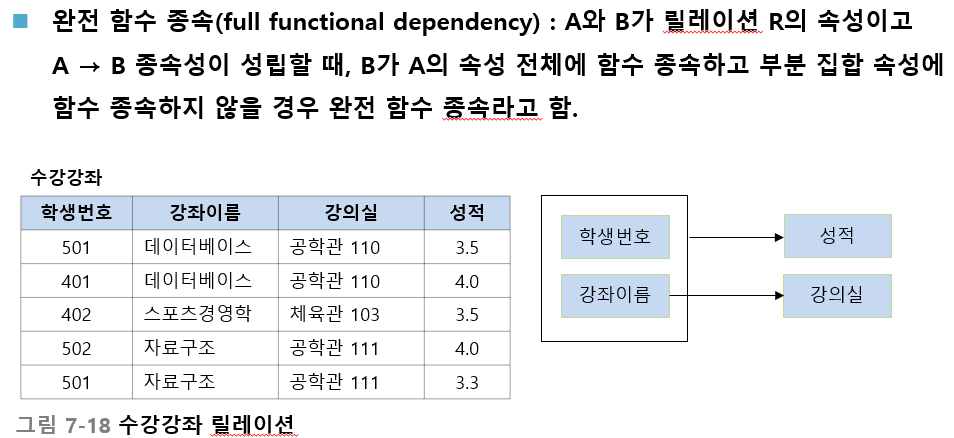 완전 함수 종속(full functional dependency) : A와 B가 릴레이션 R의 속성이고
A → B 종속성이 성립할 때, B가 A의 속성 전체에 함수 종속하고 부분 집합 속성에
함수 종속하지 않을 경우 완전 함수 종속라고 함.
수강강좌
학생번호 강좌이름 강의실 성적
501 데이터베이스 공학관 110 3.5
401 데이터베이스 공학관 110 4.0
402 스포츠경영학 체육관 103 3.5
502 자료구조 공학관 111 4.0
501 자료구조 공학관 111 3.3
학생번호 성적
강좌이름 강의실
그림 7-18 수강강좌 릴레이션